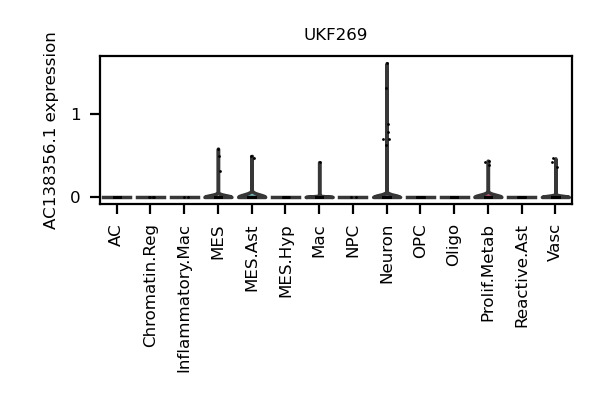 UKF269
AC138356.1 expression
1
0
AC
Chromatin.Reg
Inflammatory.Mac
MES
MES.Ast
MES.Hyp
Mac
NPC
Neuron
OPC
Oligo
Prolif.Metab
Reactive.Ast
Vasc